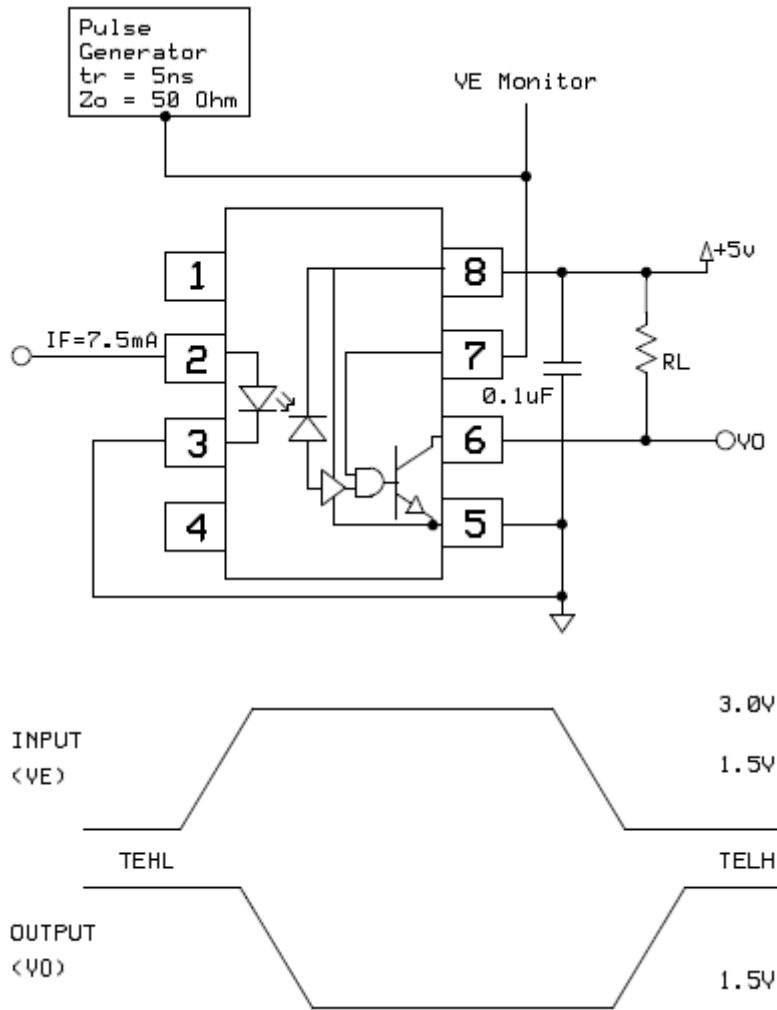 Pulse
Generator
tr = 5ns
Zo = 50 Ohm
VE Monitor
1
8
+5v
IF=7.5mA
2
7
RL
0.1uF
3
6
VO
4
5
3.0V
INPUT
(VE)
1.5V
TEHL
TELH
OUTPUT
(VO)
1.5V